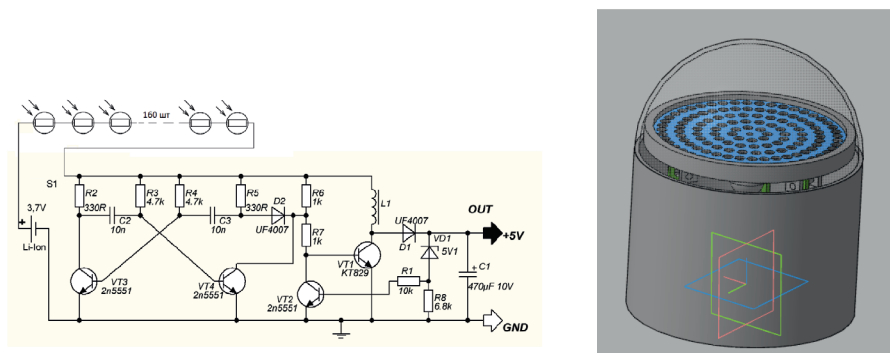 160 шт
S1
R2
330R
R3
4.7k
R4
4.7k
R5
330R
D2
UF4007
R6
1k
L1
C2
10n
C3
10n
3,7V
+
Li-Ion
R7
1k
OUT
+5V
UF4007
D1
VD1
5V1
VT1
KT829
VT3
2n5551
VT4
2n5551
VT2
2n5551
R1
10k
R8
6.8k
+
C1
470µF 10V
GND